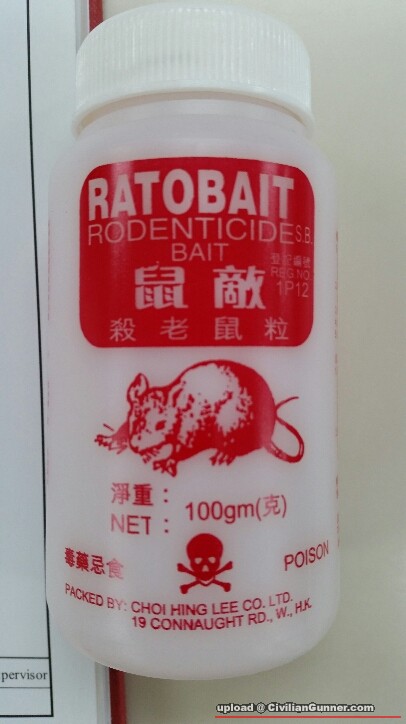 RATOBAIT
RODENTICIDE S.B.
BAIT
登記編號
REG NO
1P12
鼠敵
殺老鼠粒
淨重：
NET： 100gm(克)
毒藥忌食
POISON
PACKED BY: CHOI HING LEE CO. LTD.
19 CONNAUGHT RD., W., H.K.
pervisor
upload @ CivilianGunner.com